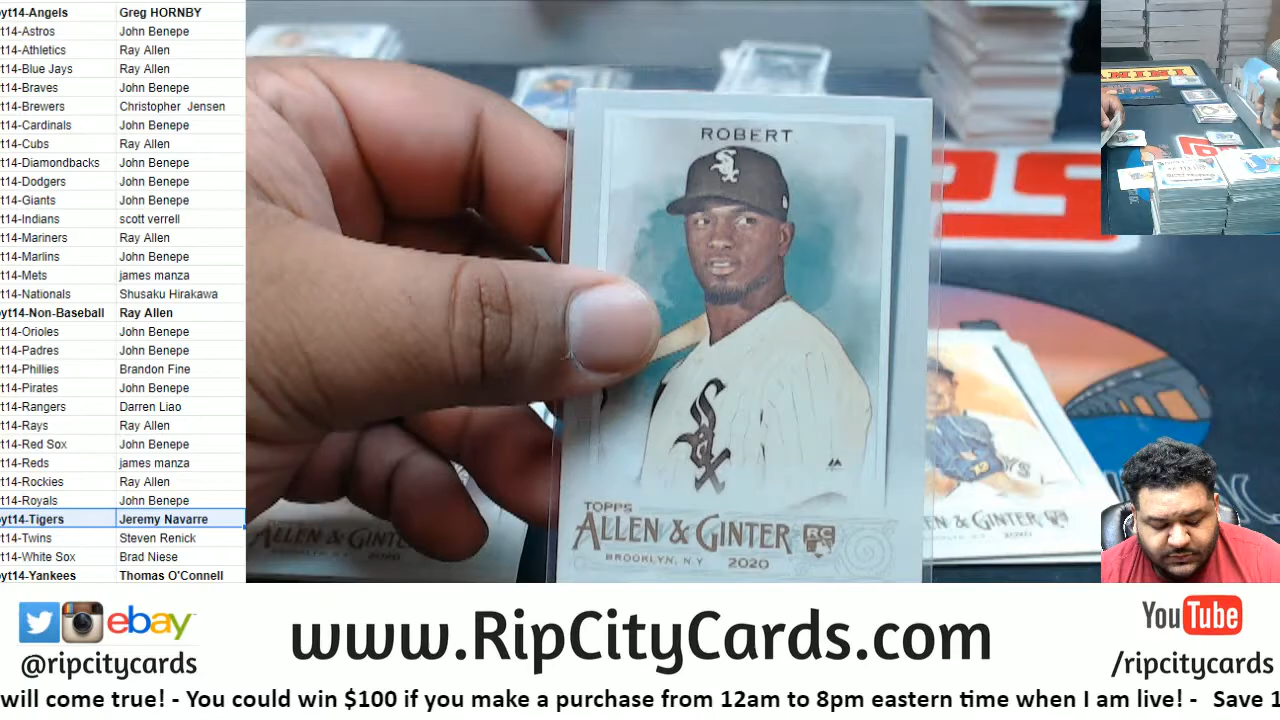 yt14-Angels Greg HORNBY
t14-Astros John Benepe
t14-Athletics Ray Allen
t14-Blue Jays Ray Allen
t14-Braves John Benepe
t14-Brewers Christopher Jensen
t14-Cardinals John Benepe
t14-Cubs Ray Allen
t14-Diamondbacks John Benepe
t14-Dodgers John Benepe
t14-Giants John Benepe
t14-Indians scott verrell
t14-Mariners Ray Allen
t14-Marlins John Benepe
t14-Mets james manza
t14-Nationals Shusaku Hirakawa
yt14-Non-Baseball Ray Allen
t14-Orioles John Benepe
t14-Padres John Benepe
t14-Phillies Brandon Fine
t14-Pirates John Benepe
t14-Rangers Darren Liao
t14-Rays Ray Allen
t14-Red Sox John Benepe
t14-Reds james manza
t14-Rockies Ray Allen
t14-Royals John Benepe
yt14-Tigers Jeremy Navarre
t14-Twins Steven Renick
t14-White Sox Brad Niese
yt14-Yankees Thomas O'Connell
ROBERT
Sox
Sox
TOPPS
ALLEN & GINTER RC
BROOKLYN, N.Y 2020
ALLEN & GINTE
2020
EN & GINTER
PANINI
ebay
@ripcitycards
www.RipCityCards.com
YouTube
/ripcitycards
will come true! - You could win $100 if you make a purchase from 12am to 8pm eastern time when I am live! - Save 1